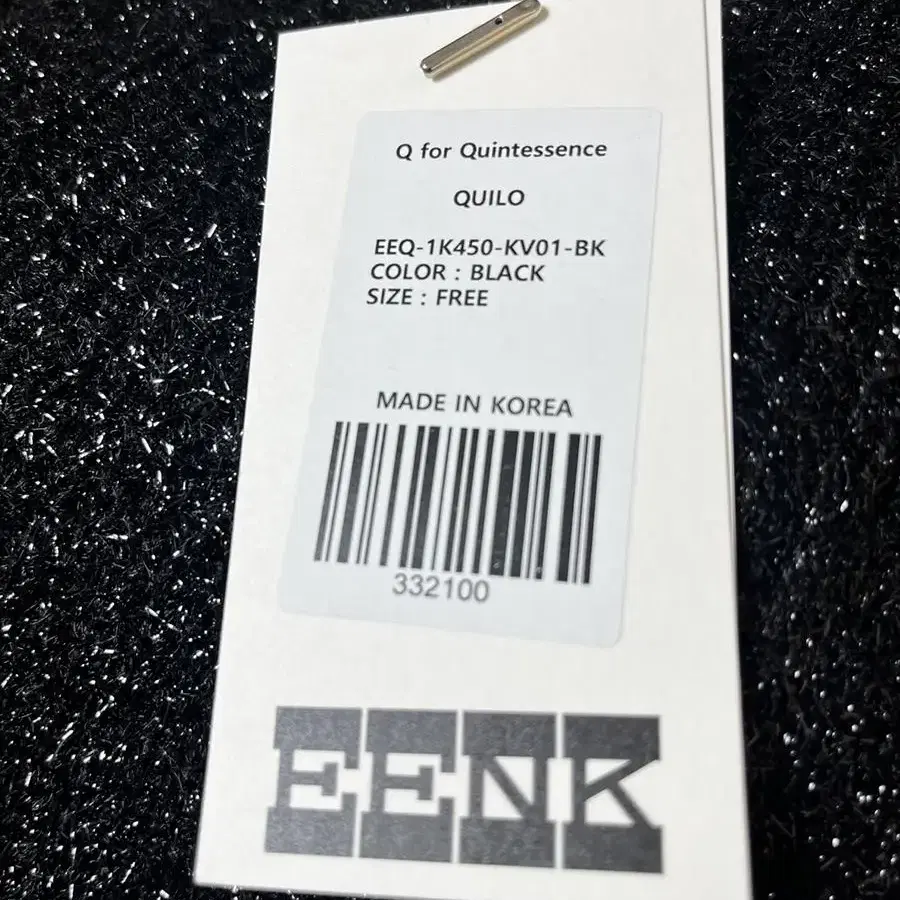 Q for Quintessence
QUILO
EEQ-1K450-KV01-BK
COLOR : BLACK
SIZE : FREE
MADE IN KOREA
332100
EENK